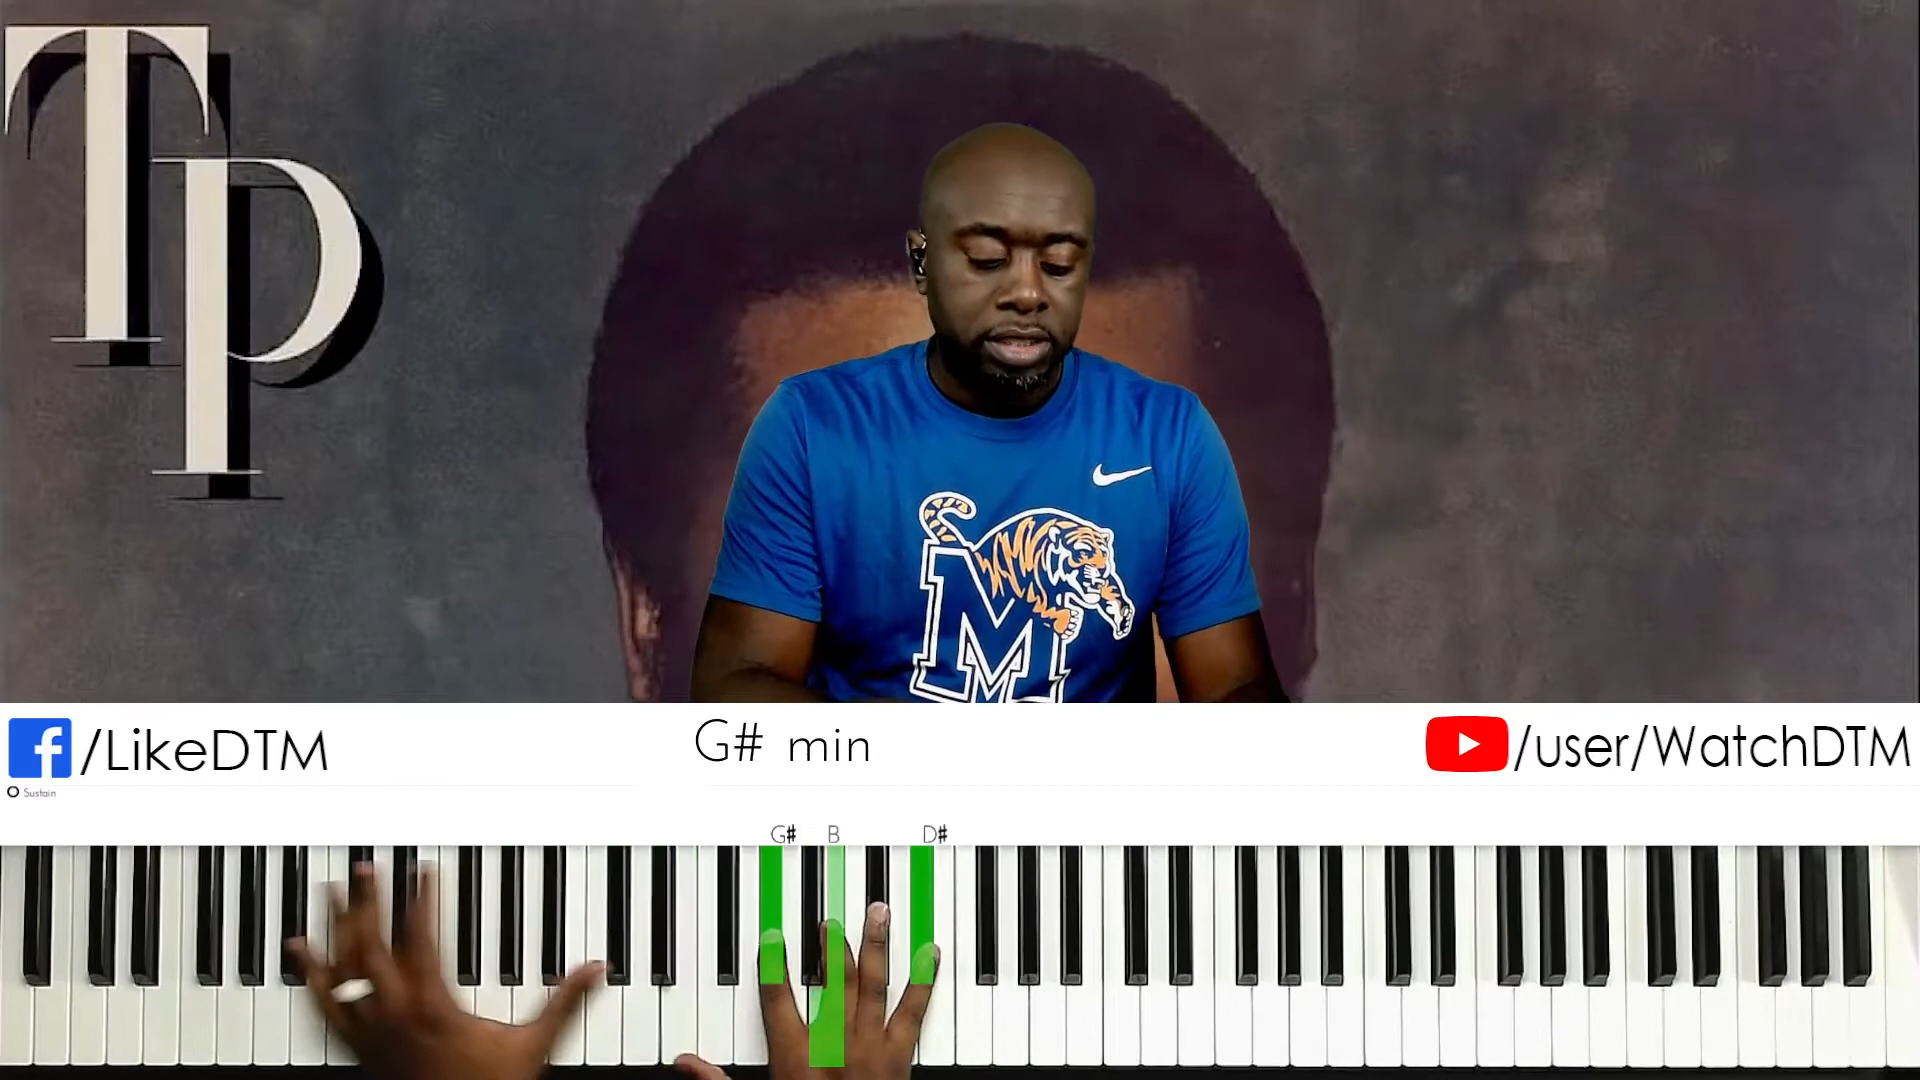 TP
M
/LikeDTM
G# min
/user/WatchDTM
Sustain
G# B D#